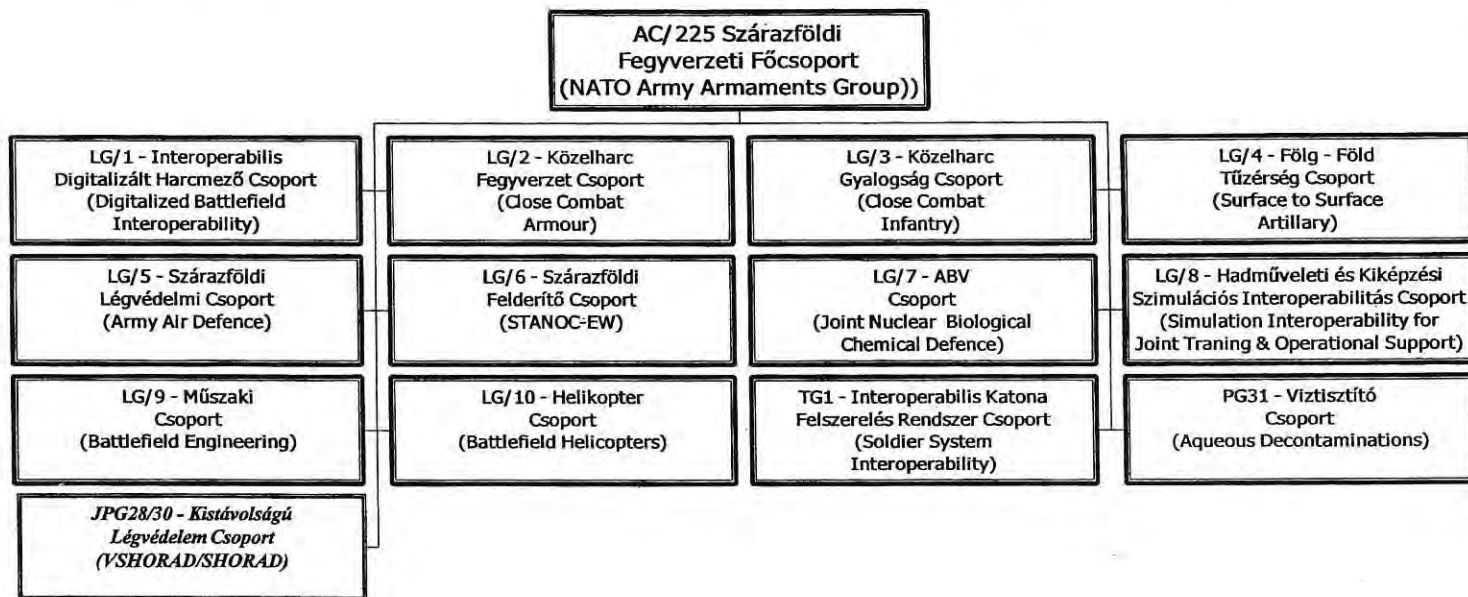 AC/225 Szárazföldi
Fegyverzeti Főcsoport
(NATO Army Armaments Group))
LG/1 - Interoperabilis
Digitalizált Harcmező Csoport
(Digitalized Battlefield
Interoperability)
LG/2 - Közelharc
Fegyverzet Csoport
(Close Combat
Armour)
LG/3 - Közelharc
Gyalogság Csoport
(Close Combat
Infantry)
LG/4 - Fölg - Föld
Tűzérség Csoport
(Surface to Surface
Artillary)
LG/5 - Szárazföldi
Légvédelmi Csoport
(Army Air Defence)
LG/6 - Szárazföldi
Felderítő Csoport
(STANOC-EW)
LG/7 - ABV
Csoport
(Joint Nuclear Biological
Chemical Defence)
LG/8 - Hadműveleti és Kiképzési
Szimulációs Interoperabilitás Csoport
(Simulation Interoperability for
Joint Traning & Operational Support)
LG/9 - Műszaki
Csoport
(Battlefield Engineering)
LG/10 - Helikopter
Csoport
(Battlefield Helicopters)
TG1 - Interoperabilis Katona
Felszerelés Rendszer Csoport
(Soldier System
Interoperability)
PG31 - Viztisztító
Csoport
(Aqueous Decontaminations)
JPG28/30 - Kistávolságú
Légvédelem Csoport
(VSHORAD/SHORAD)